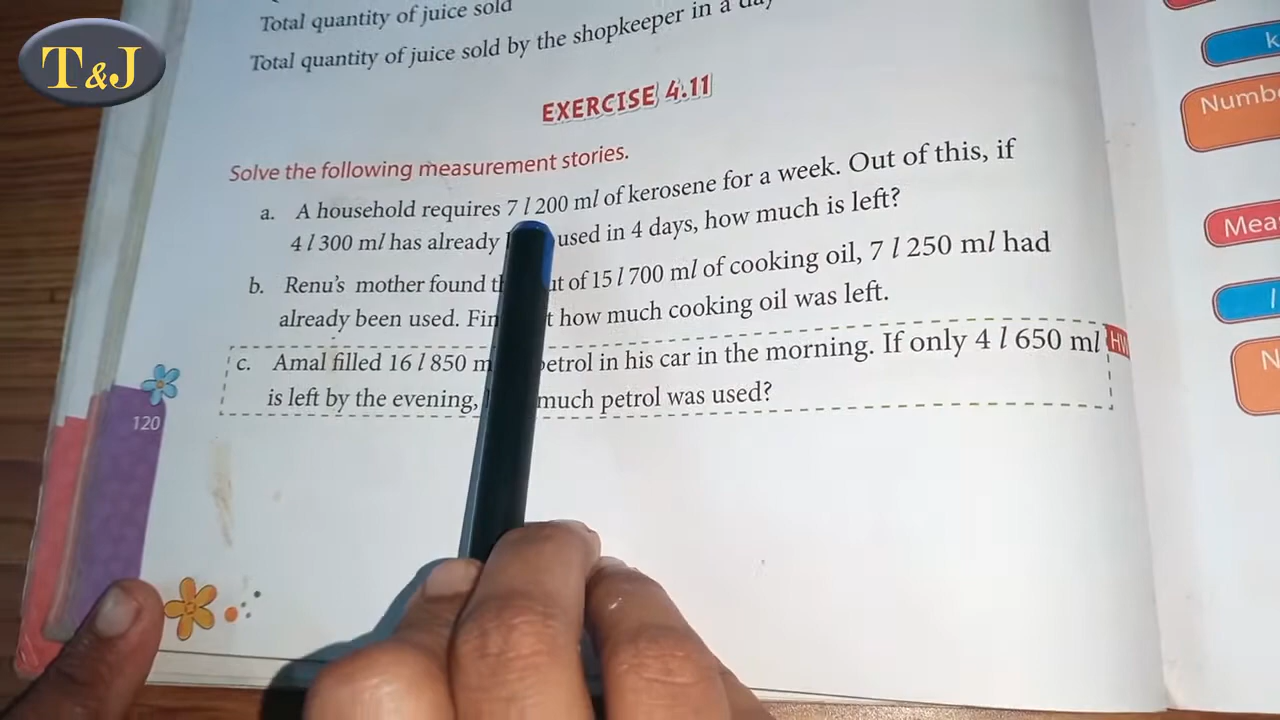 T&J
Total quantity of juice sold
Total quantity of juice sold by the shopkeeper in a
EXERCISE 4.11
Solve the following measurement stories.
a. A household requires 7 l 200 ml of kerosene for a week. Out of this, if
4 l 300 ml has already used in 4 days, how much is left?
b. Renu's mother found of 15 l 700 ml of cooking oil, 7 l 250 ml had
already been used. how much cooking oil was left.
c. Amal filled 16 l 850 petrol in his car in the morning. If only 4 l 650 ml
is left by the evening, much petrol was used?
120